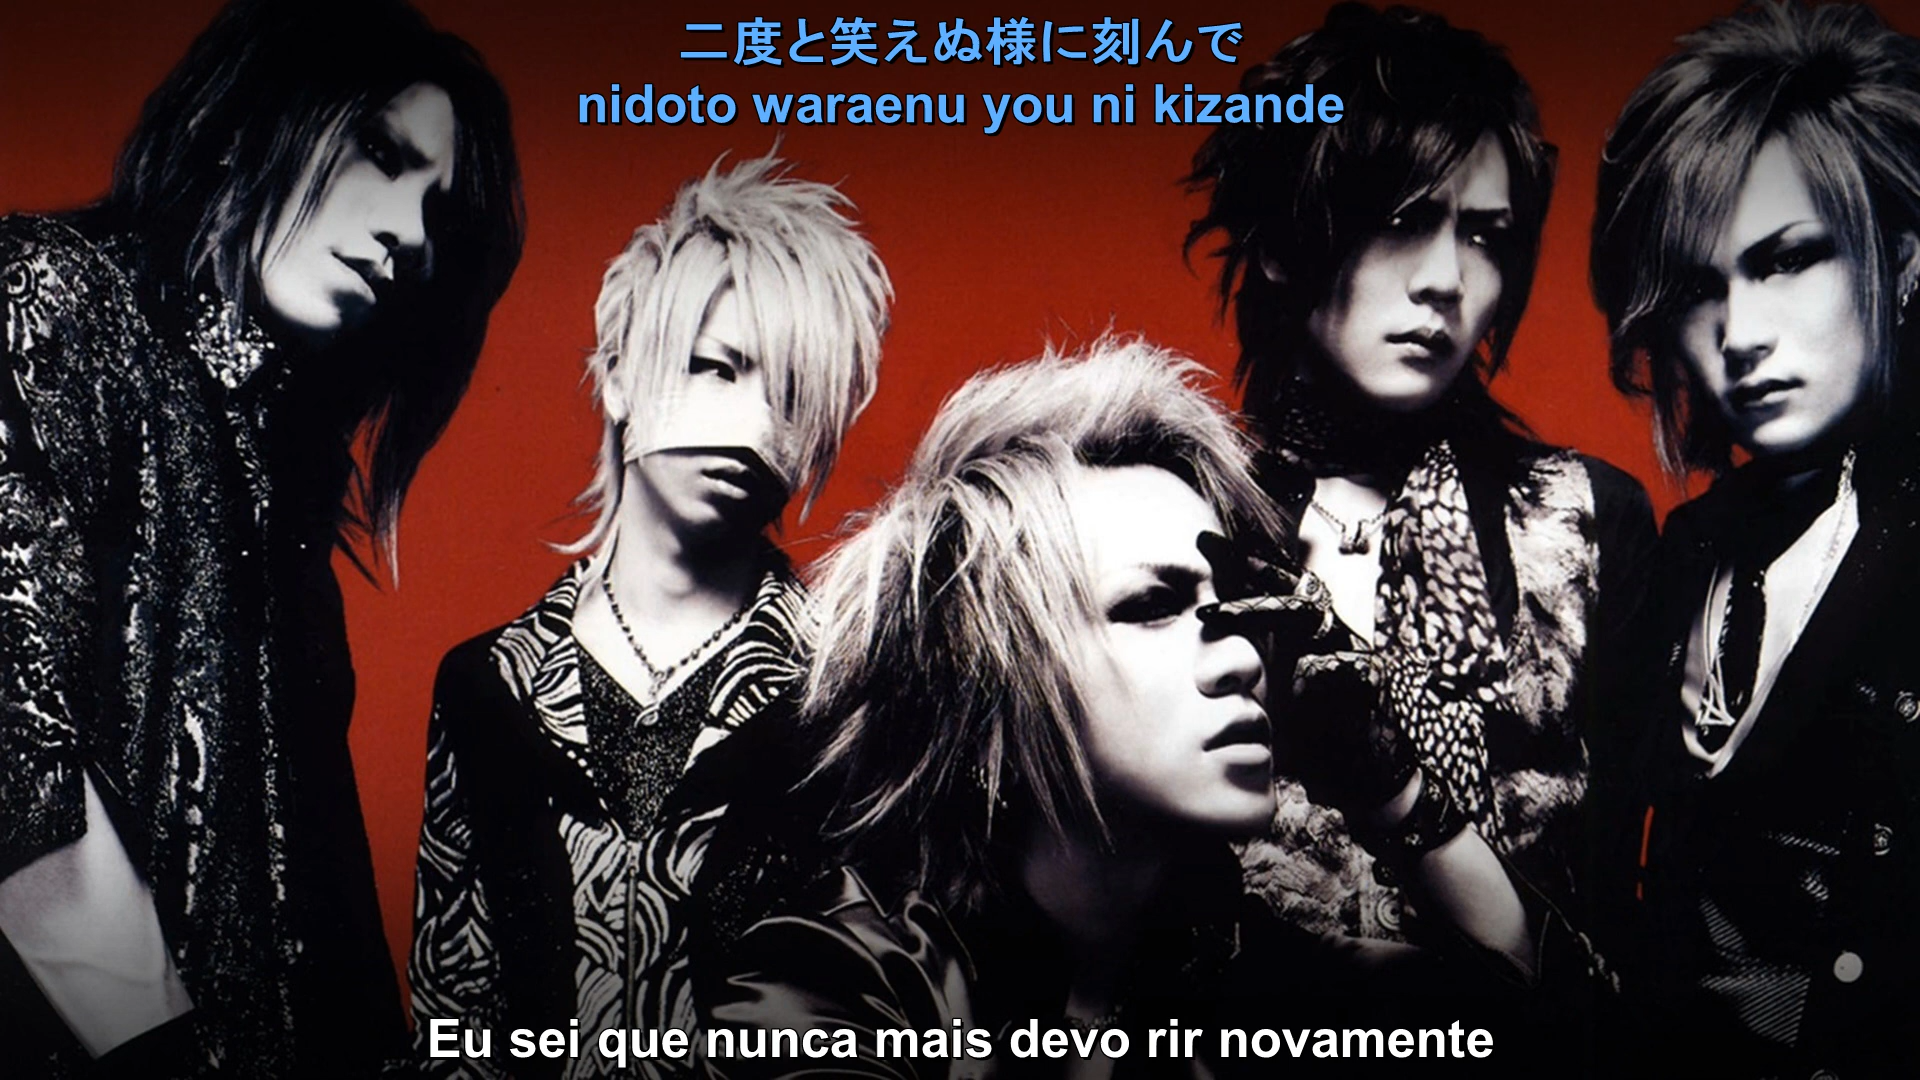 二度と笑えぬ様に刻んで
nidoto waraenu you ni kizande
Eu sei que nunca mais devo rir novamente